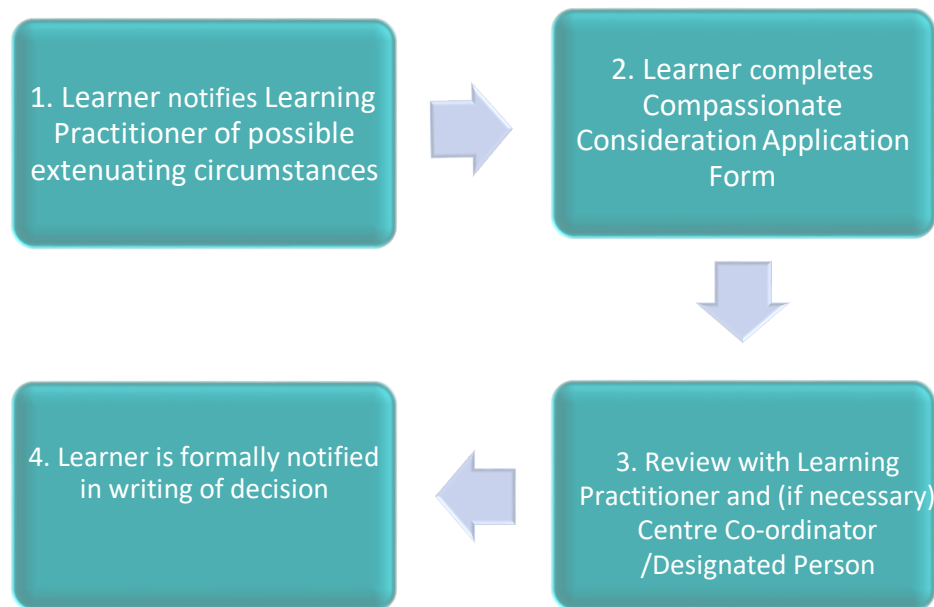 1. Learner notifies Learning
Practitioner of possible
extenuating circumstances
2. Learner completes
Compassionate
Consideration Application
Form
3. Review with Learning
Practitioner and (if necessary)
Centre Co-ordinator
/Designated Person
4. Learner is formally notified
in writing of decision